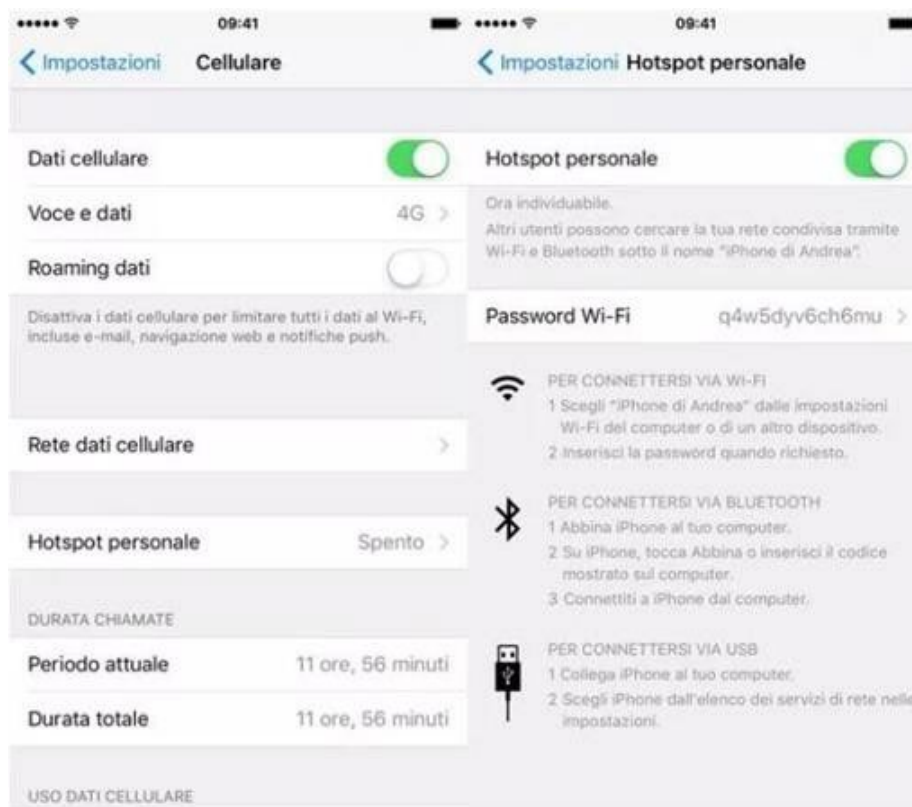 09:41
Impostazioni Cellulare
Dati cellulare
Voce e dati 4G
Roaming dati
Disattiva i dati cellulare per limitare tutti i dati al Wi-Fi,
incluse e-mail, navigazione web e notifiche push.
Rete dati cellulare
Hotspot personale Spento
DURATA CHIAMATE
Periodo attuale 11 ore, 56 minuti
Durata totale 11 ore, 56 minuti
USO DATI CELLULARE
09:41
Impostazioni Hotspot personale
Hotspot personale
Ora individuabile.
Altri utenti possono cercare la tua rete condivisa tramite
Wi-Fi e Bluetooth sotto il nome "iPhone di Andrea".
Password Wi-Fi q4w5dyv6ch6mu
PER CONNETTERSI VIA WI-FI
1 Scegli "iPhone di Andrea" dalle impostazioni
Wi-Fi del computer o di un altro dispositivo.
2 Inserisci la password quando richiesto.
PER CONNETTERSI VIA BLUETOOTH
1 Abbina iPhone al tuo computer.
2 Su iPhone, tocca Abbina o inserisci il codice
mostrato sul computer.
3 Connettiti a iPhone dal computer.
PER CONNETTERSI VIA USB
1 Collega iPhone al tuo computer.
2 Scegli iPhone dall'elenco dei servizi di rete nelle
impostazioni.